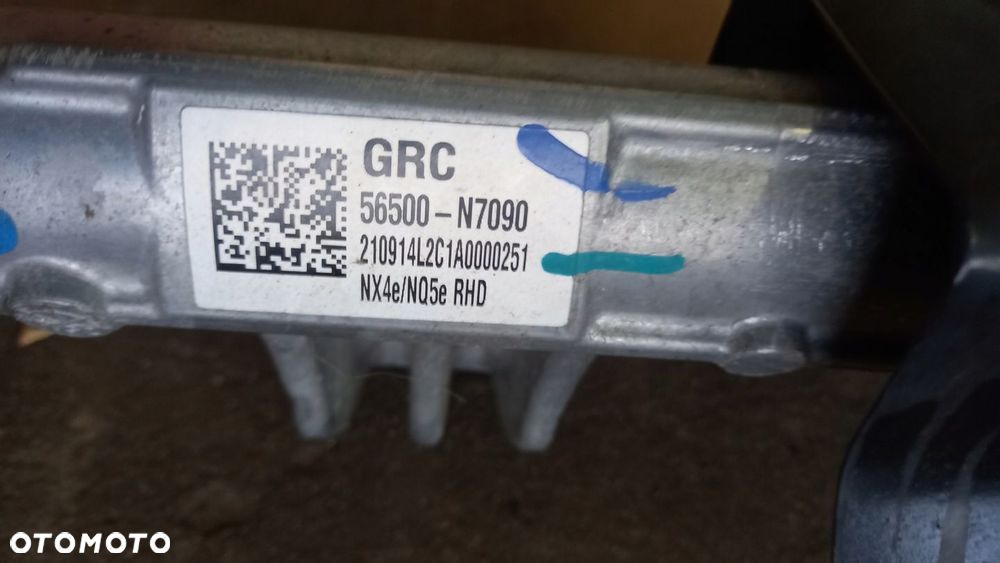 GRC
56500-N7090
210914L2C1A0000251
NX4e/NQ5e RHD
OTOMOTO